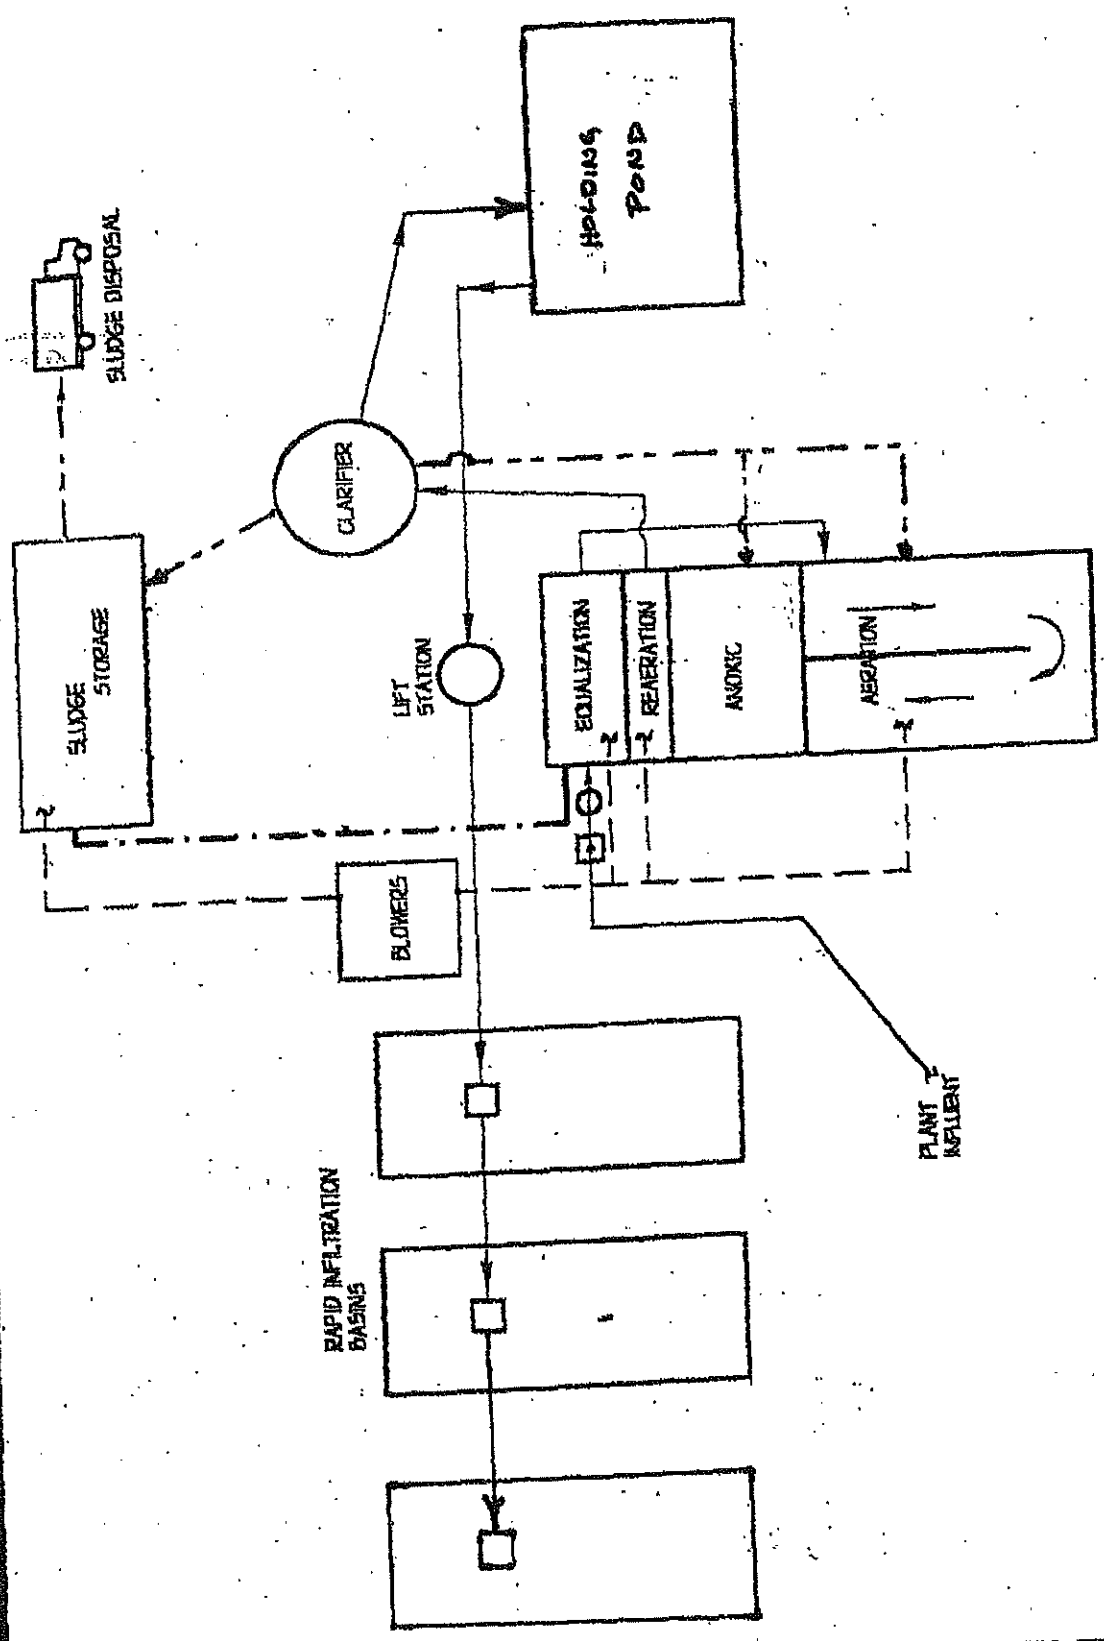 SLUDGE DISPOSAL
HOLDING
POND
CLARIFIER
SLUDGE
STORAGE
LIFT
STATION
EQUALIZATION
REAERATION
ANOXIC
AERATION
BLOWERS
PLANT
INFLUENT
RAPID INFILTRATION
BASINS